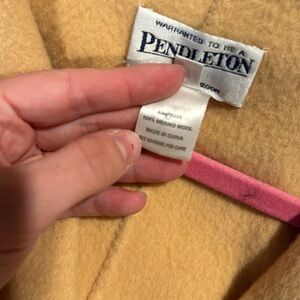 WARRANTED TO BE A
PENDLETON
100% MERINO WOOL
MADE IN CHINA
SEE REVERSE FOR CARE